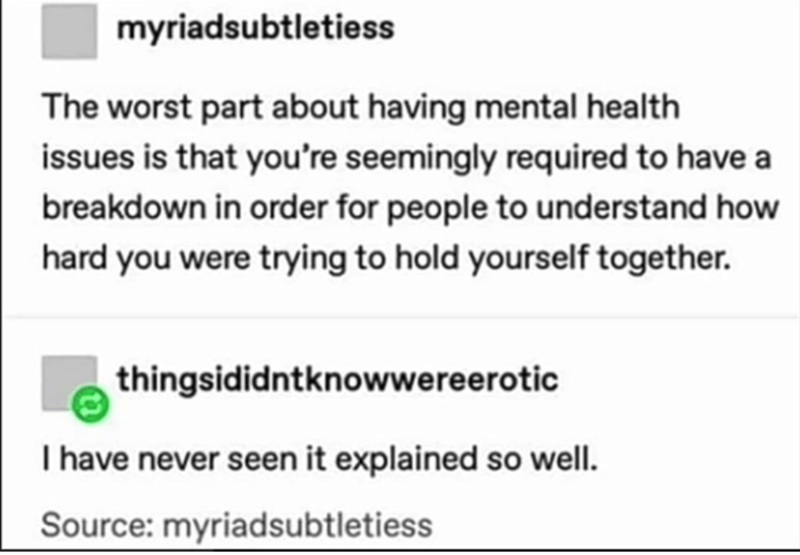 myriadsubtletiess
The worst part about having mental health
issues is that you're seemingly required to have a
breakdown in order for people to understand how
hard you were trying to hold yourself together.
thingsididntknowwereerotic
I have never seen it explained so well.
Source: myriadsubtletiess